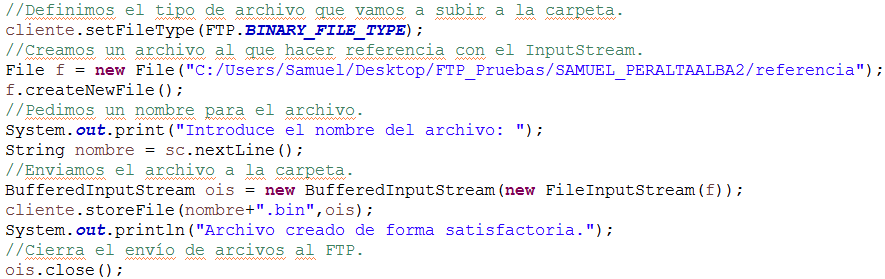 //Definimos el tipo de archivo que vamos a subir a la carpeta.
cliente.setFileType(FTP.BINARY_FILE_TYPE);
//Creamos un archivo al que hacer referencia con el InputStream.
File f = new File("C:/Users/Samuel/Desktop/FTP_Pruebas/SAMUEL_PERALTAALBA2/referencia");
f.createNewFile();
//Pedimos un nombre para el archivo.
System.out.print("Introduce el nombre del archivo: ");
String nombre = sc.nextLine();
//Enviamos el archivo a la carpeta.
BufferedInputStream ois = new BufferedInputStream(new FileInputStream(f));
cliente.storeFile(nombre+".bin",ois);
System.out.println("Archivo creado de forma satisfactoria.");
//Cierra el envío de arcivos al FTP.
ois.close();